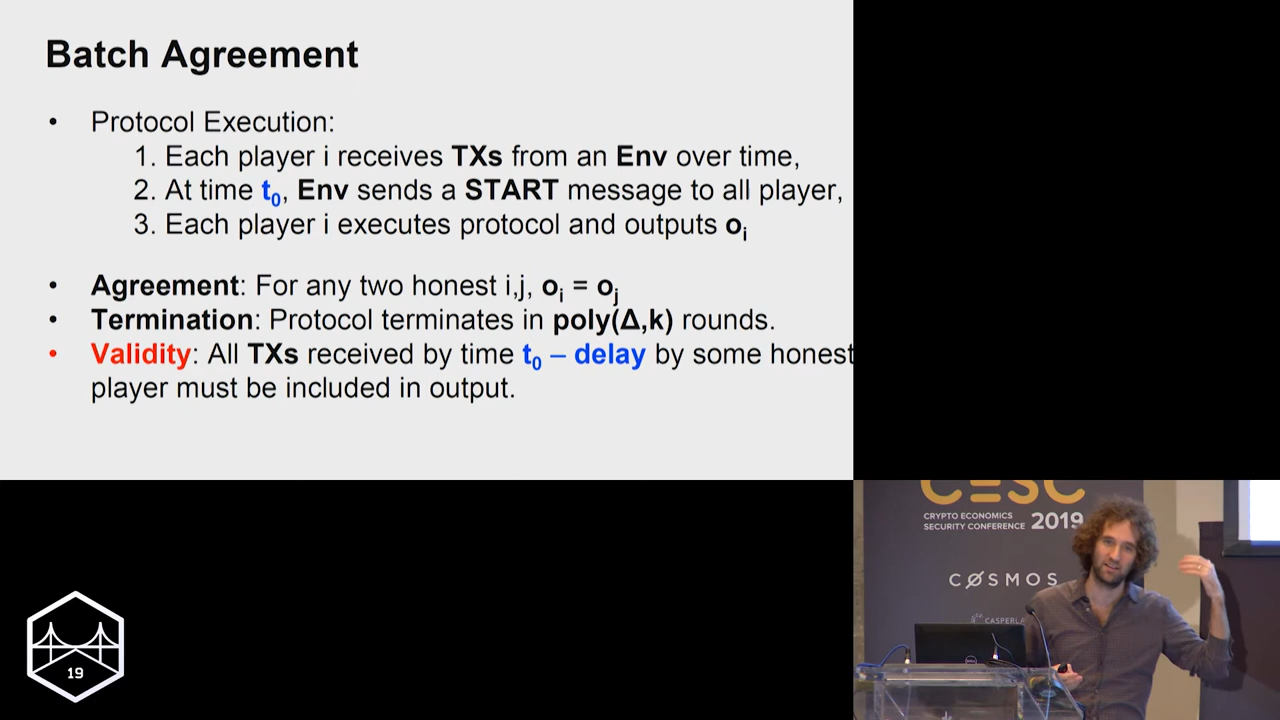 Batch Agreement
• Protocol Execution:
1. Each player i receives TXs from an Env over time,
2. At time t₀, Env sends a START message to all player,
3. Each player i executes protocol and outputs oᵢ
• Agreement: For any two honest i,j, oᵢ = oⱼ
• Termination: Protocol terminates in poly(Δ,k) rounds.
• Validity: All TXs received by time t₀ – delay by some honest
player must be included in output.
CESC
CRYPTO ECONOMICS
SECURITY CONFERENCE 2019
COSMOS
19